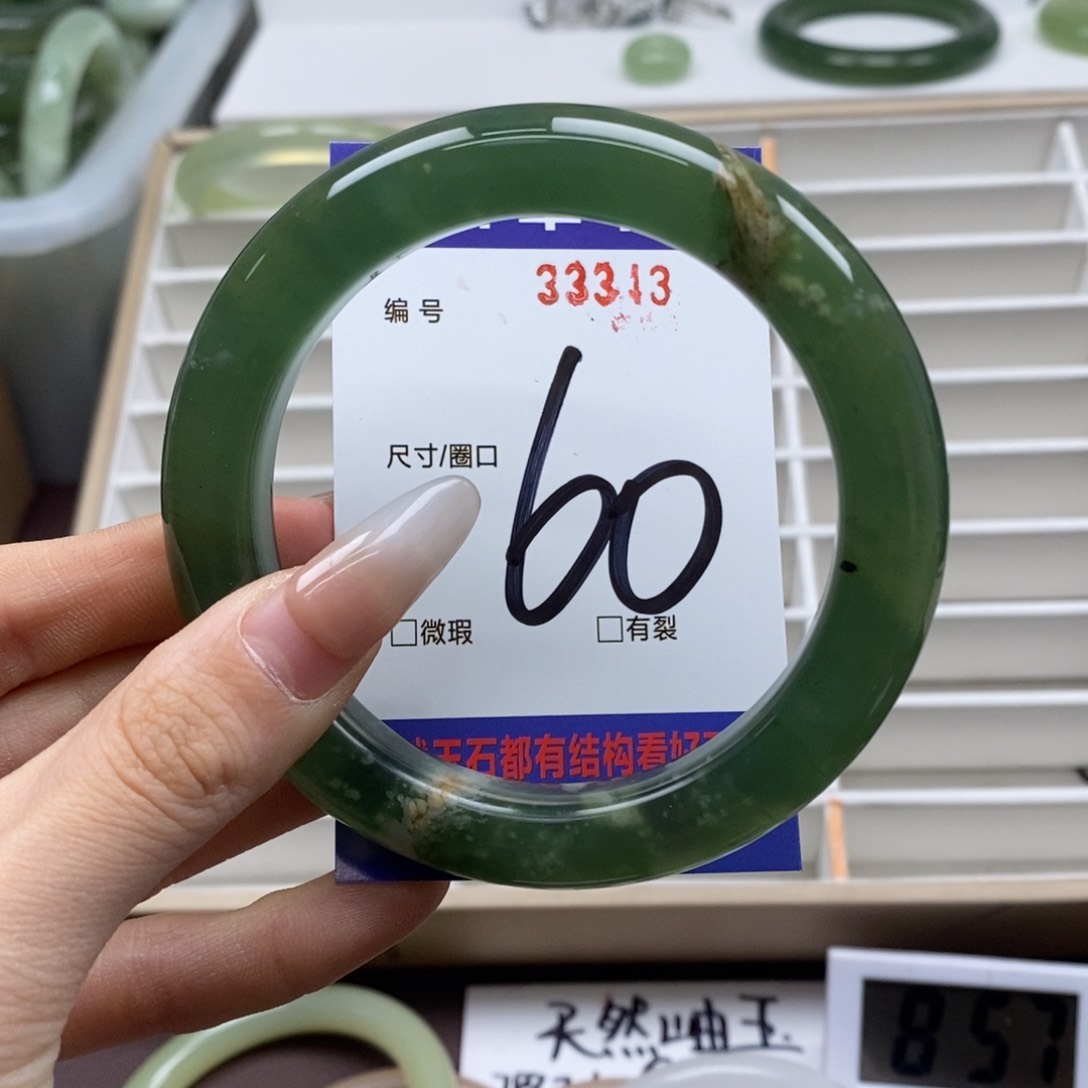 编号 33313
尺寸/圈口 60
□微瑕 □有裂
玉石都有结构看好
天然岫玉
857